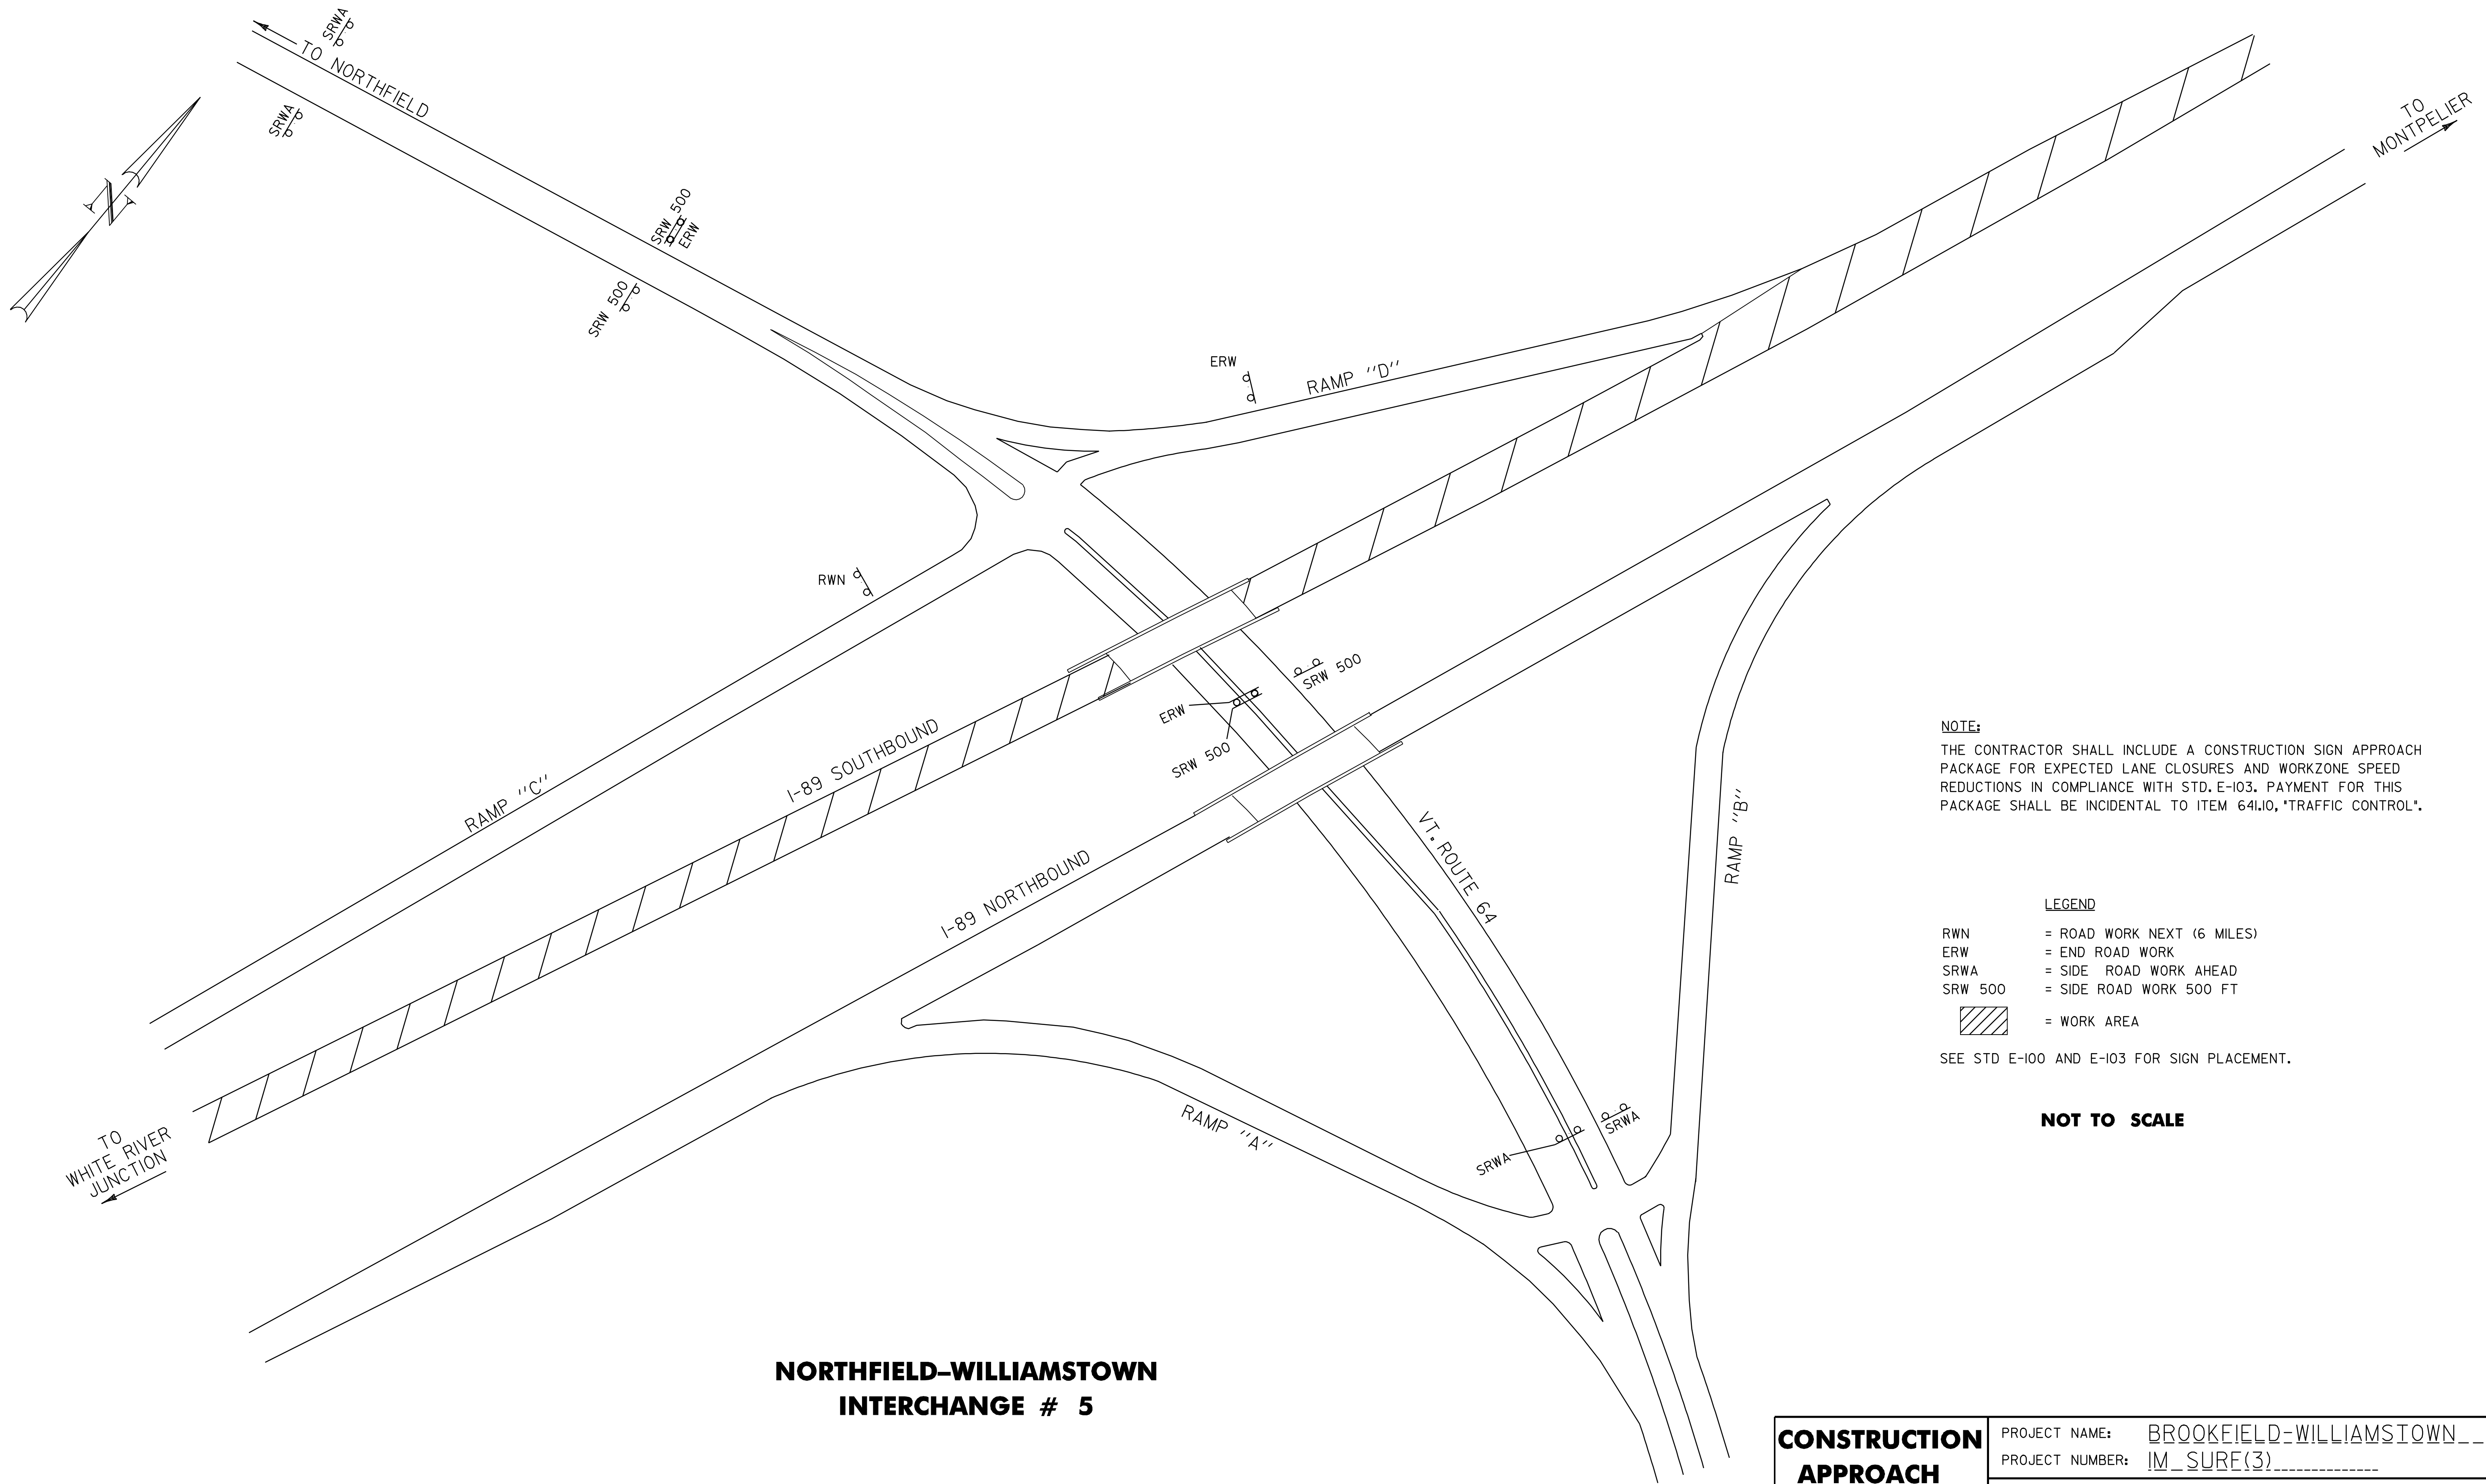 SRWA
TO NORTHFIELD
SRWA
TO
MONTPELIER
N
SRW 500
ERW
SRW 500
ERW
RAMP "D"
RWN
SRW 500
ERW
SRW 500
I-89 SOUTHBOUND
RAMP "C"
I-89 NORTHBOUND
VT. ROUTE 64
RAMP "B"
NOTE:
THE CONTRACTOR SHALL INCLUDE A CONSTRUCTION SIGN APPROACH
PACKAGE FOR EXPECTED LANE CLOSURES AND WORKZONE SPEED
REDUCTIONS IN COMPLIANCE WITH STD. E-103. PAYMENT FOR THIS
PACKAGE SHALL BE INCIDENTAL TO ITEM 641.10, "TRAFFIC CONTROL".
LEGEND
RWN = ROAD WORK NEXT (6 MILES)
ERW = END ROAD WORK
SRWA = SIDE ROAD WORK AHEAD
SRW 500 = SIDE ROAD WORK 500 FT
= WORK AREA
SEE STD E-100 AND E-103 FOR SIGN PLACEMENT.
NOT TO SCALE
TO
WHITE RIVER
JUNCTION
RAMP "A"
SRWA
SRWA
NORTHFIELD-WILLIAMSTOWN
INTERCHANGE # 5
CONSTRUCTION
APPROACH
PROJECT NAME: BROOKFIELD-WILLIAMSTOWN
PROJECT NUMBER: IM SURF(3)